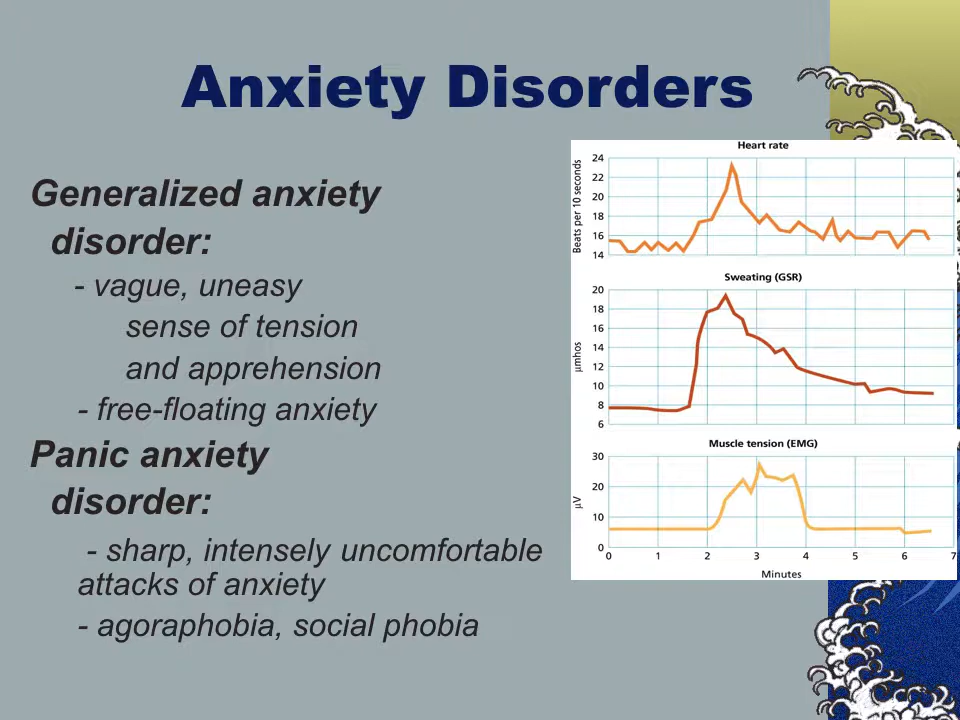 Anxiety Disorders
Generalized anxiety
disorder:
- vague, uneasy
sense of tension
and apprehension
- free-floating anxiety
Panic anxiety
disorder:
- sharp, intensely uncomfortable
attacks of anxiety
- agoraphobia, social phobia
Heart rate
Beats per 10 seconds
24
22
20
18
16
14
Sweating (GSR)
µmhos
20
18
16
14
12
10
8
6
Muscle tension (EMG)
µV
30
20
10
0
0 1 2 3 4 5 6 7
Minutes